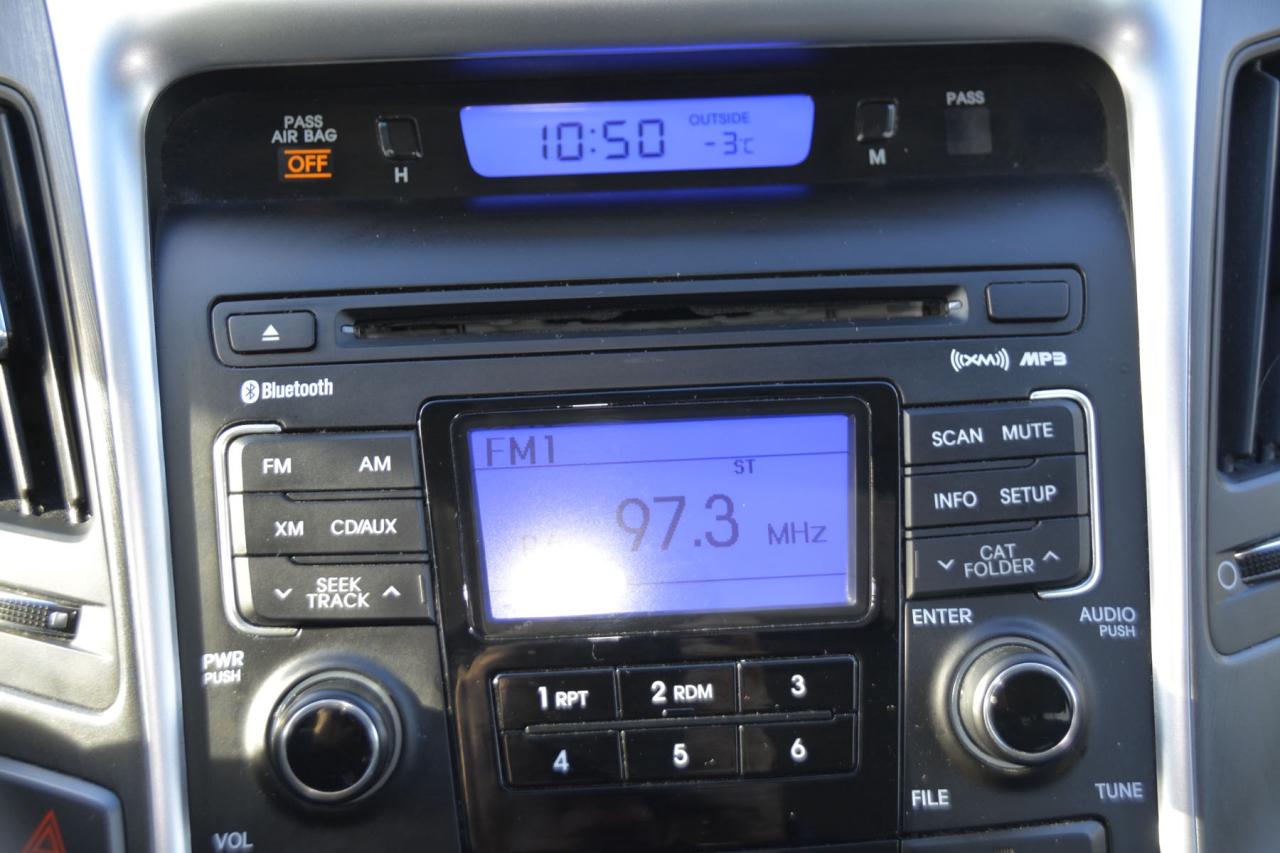 PASS
AIR BAG
OFF
H
10:50
OUTSIDE
-3°C
M
PASS
Bluetooth
((XM)) MP3
FM AM
XM CD/AUX
SEEK
TRACK
FM1
ST
97.3 MHz
SCAN MUTE
INFO SETUP
CAT
FOLDER
PWR
PUSH
VOL
1 RPT 2 RDM 3
4 5 6
ENTER
AUDIO
PUSH
FILE
TUNE